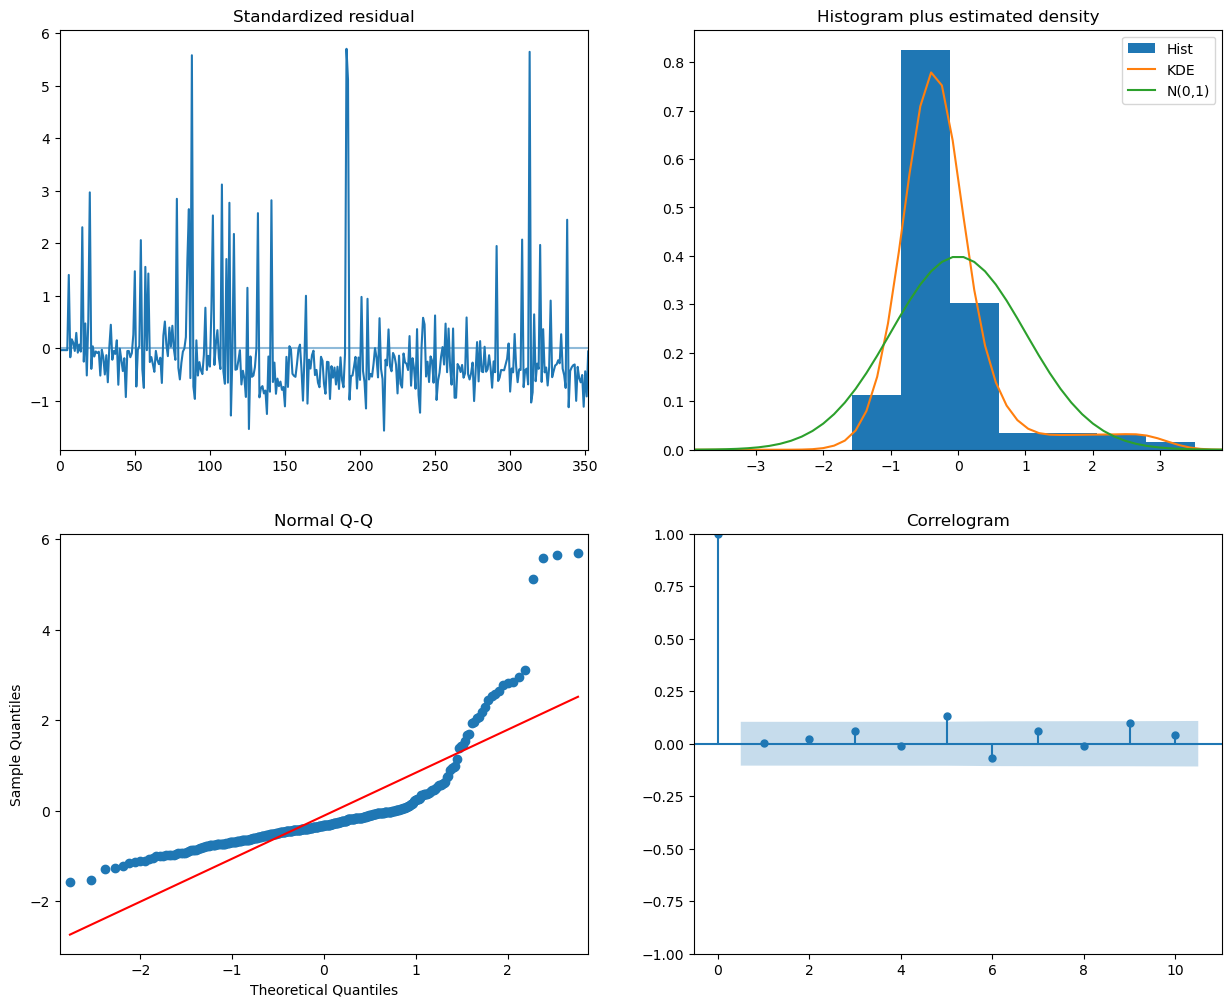 Standardized residual
6
5
4
3
2
1
0
−1
0 50 100 150 200 250 300 350
Histogram plus estimated density
Hist
KDE
N(0,1)
0.8
0.7
0.6
0.5
0.4
0.3
0.2
0.1
0.0
−3 −2 −1 0 1 2 3
Normal Q-Q
Sample Quantiles
6
4
2
0
−2
−2 −1 0 1 2
Theoretical Quantiles
Correlogram
1.00
0.75
0.50
0.25
0.00
−0.25
−0.50
−0.75
−1.00
0 2 4 6 8 10